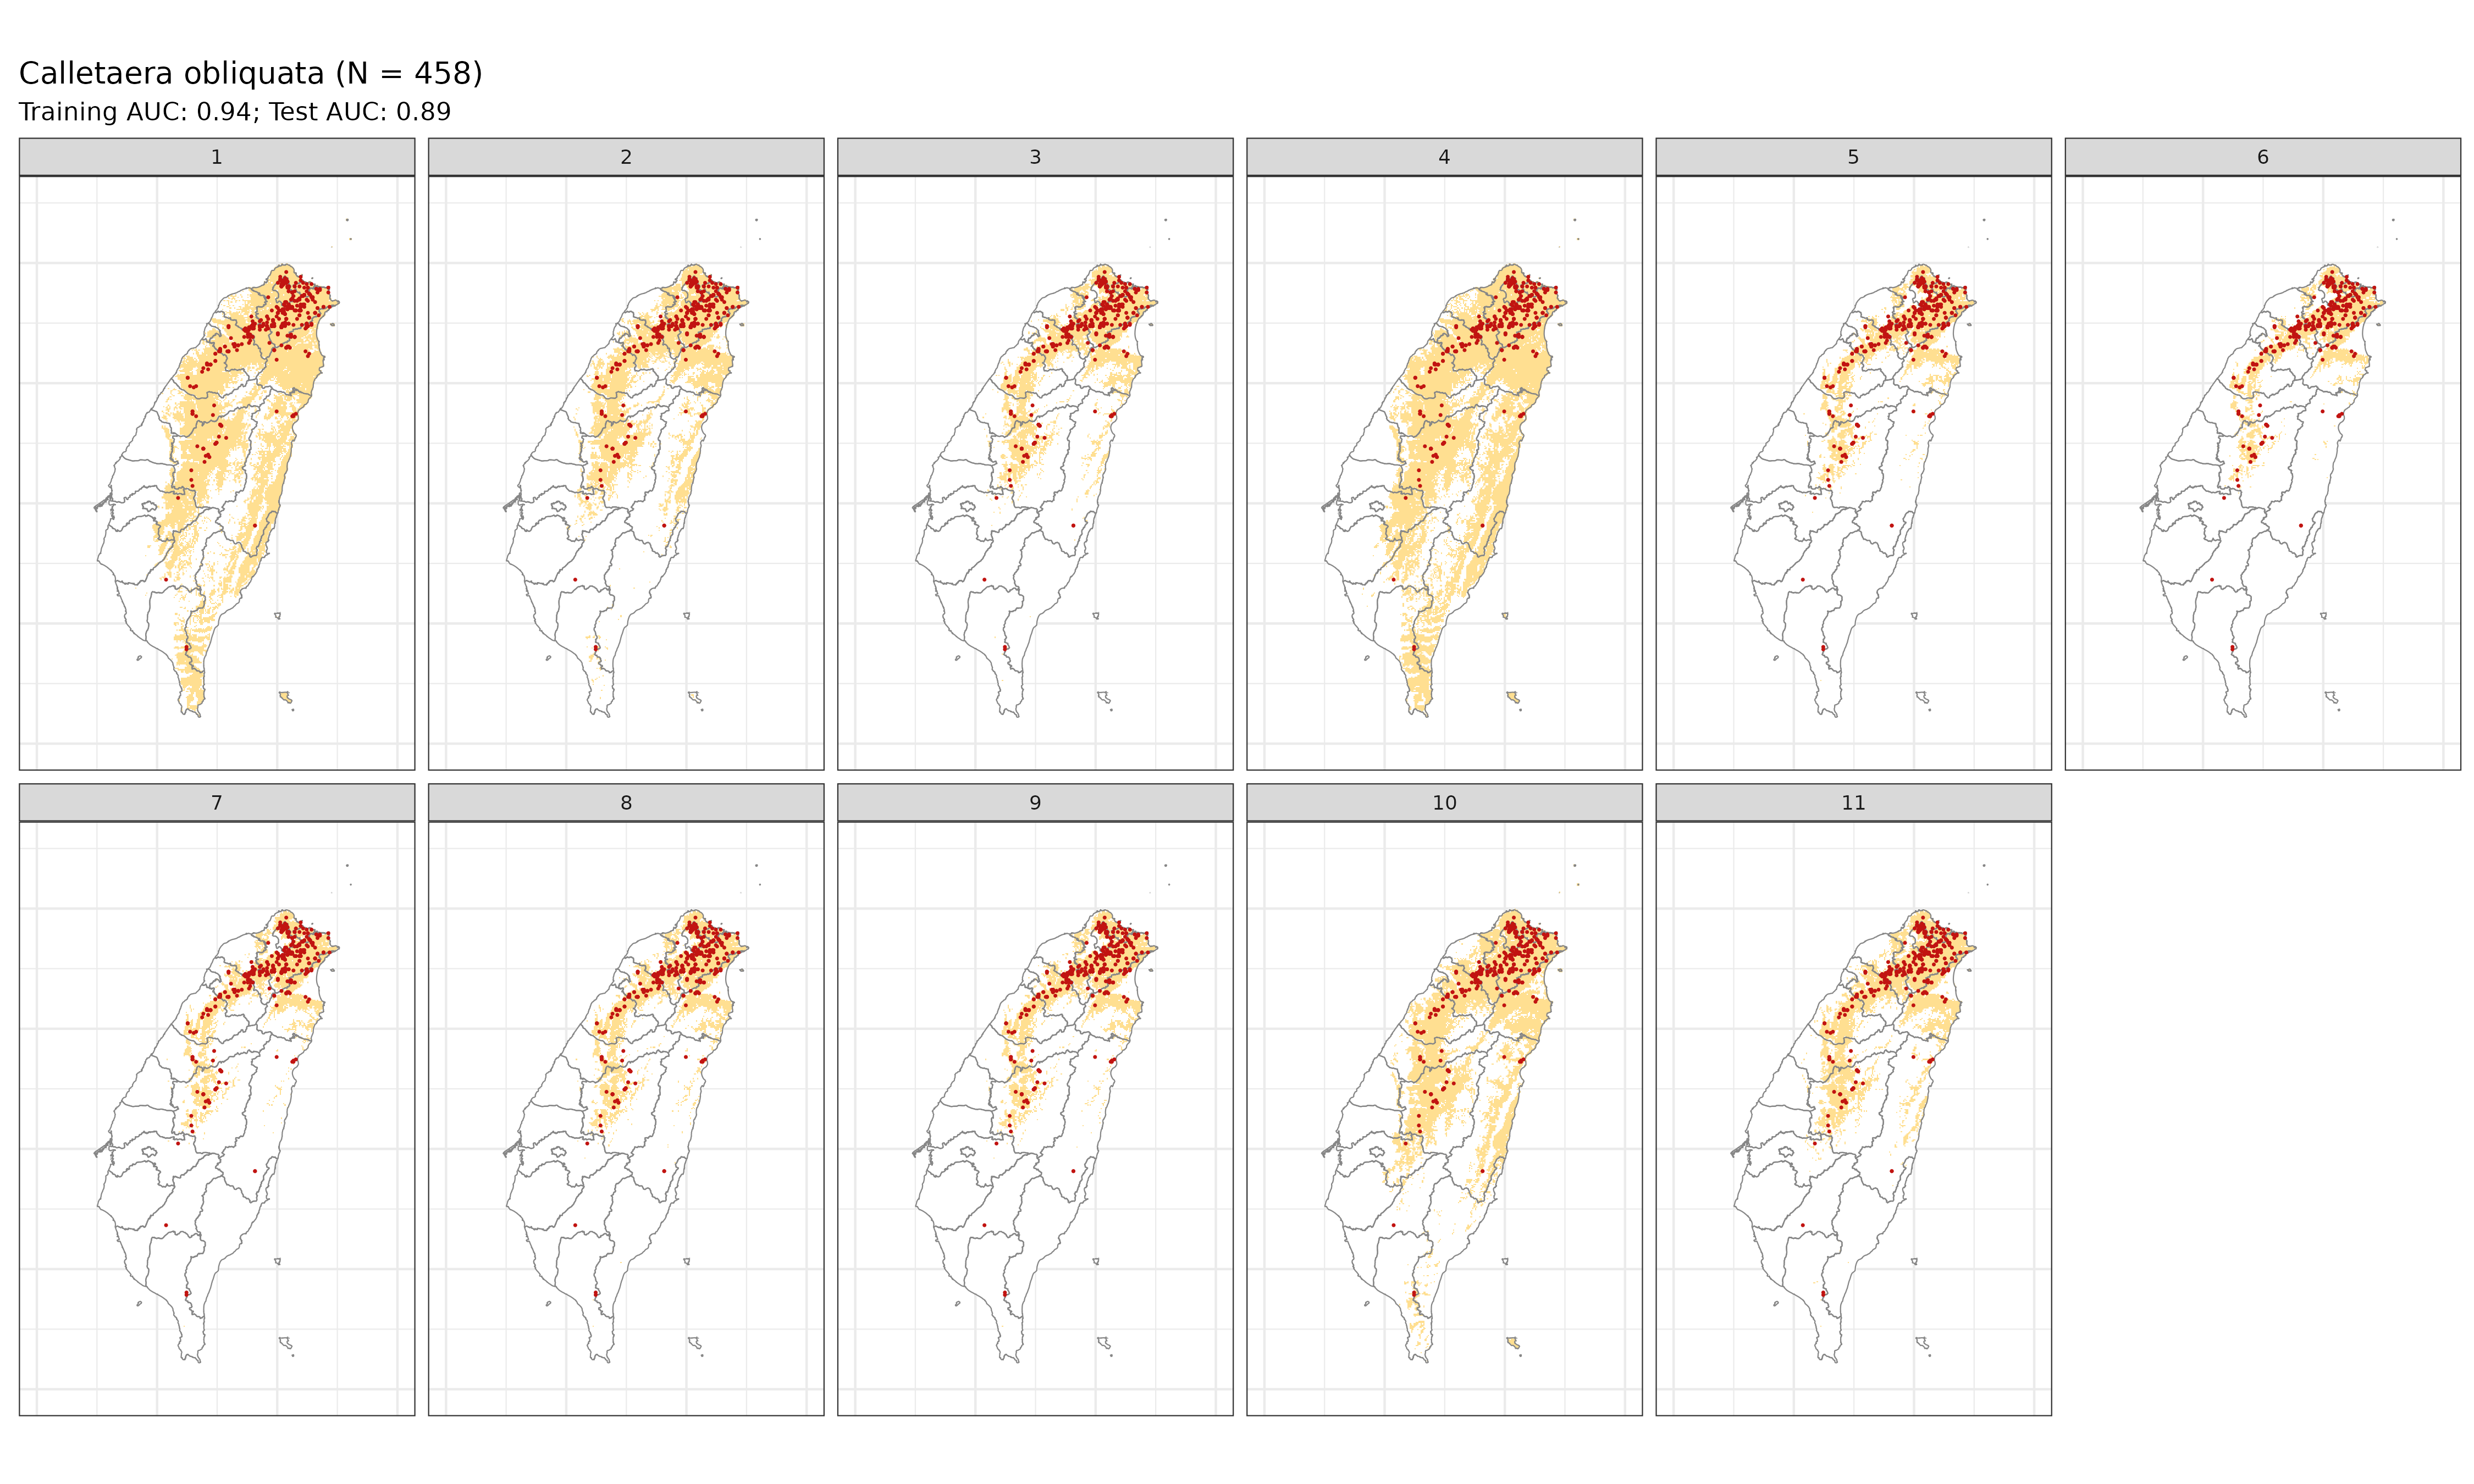 Calletaera obliquata (N = 458)
Training AUC: 0.94; Test AUC: 0.89
1 2 3 4 5 6
7 8 9 10 11